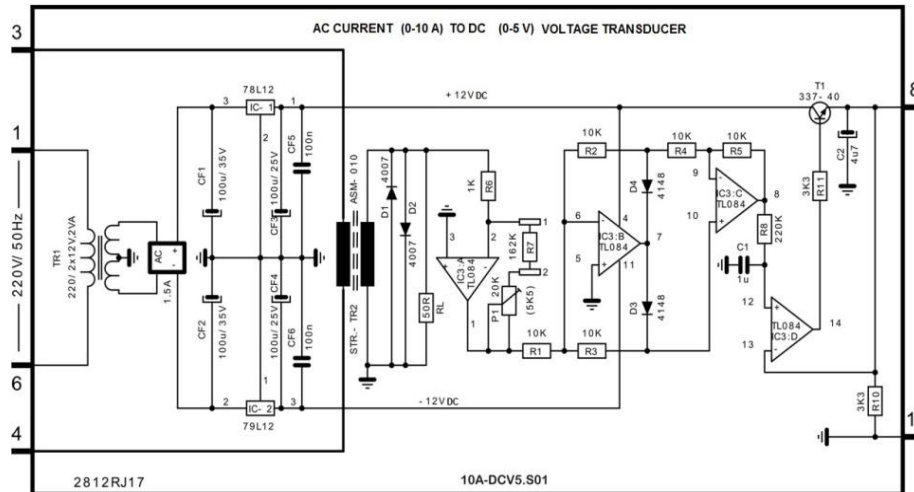 AC CURRENT (0-10 A) TO DC (0-5 V) VOLTAGE TRANSDUCER
3
8
1
6
4
220V/ 50Hz
TR1
220/ 2x12V,2VA
AC
+
-
1.5A
CF1
100u/ 35V
CF2
100u/ 35V
78L12
3
IC- 1
1
2
CF3
100u/ 25V
CF5
100n
CF4
100u/ 25V
CF6
100n
1
2
IC- 2
3
79L12
+ 12V DC
- 12V DC
ASM- 010
STR.- TR2
D1
4007
D2
4007
50R
RL
1K
R6
3
2
+
-
IC3:A
TL084
1
1
162K
R7
2
20K
P1
(5K5)
10K
R1
10K
R2
10K
R3
6
5
-
+
IC3:B
TL084
4
7
11
D4
4148
D3
4148
10K
R4
10K
R5
9
10
-
+
IC3:C
TL084
8
R8
220K
C1
1u
12
13
+
-
TL084
IC3:D
14
T1
337- 40
3K3
R11
C2
4u7
3K3
R10
1
2812RJ17
10A-DCV5.S01